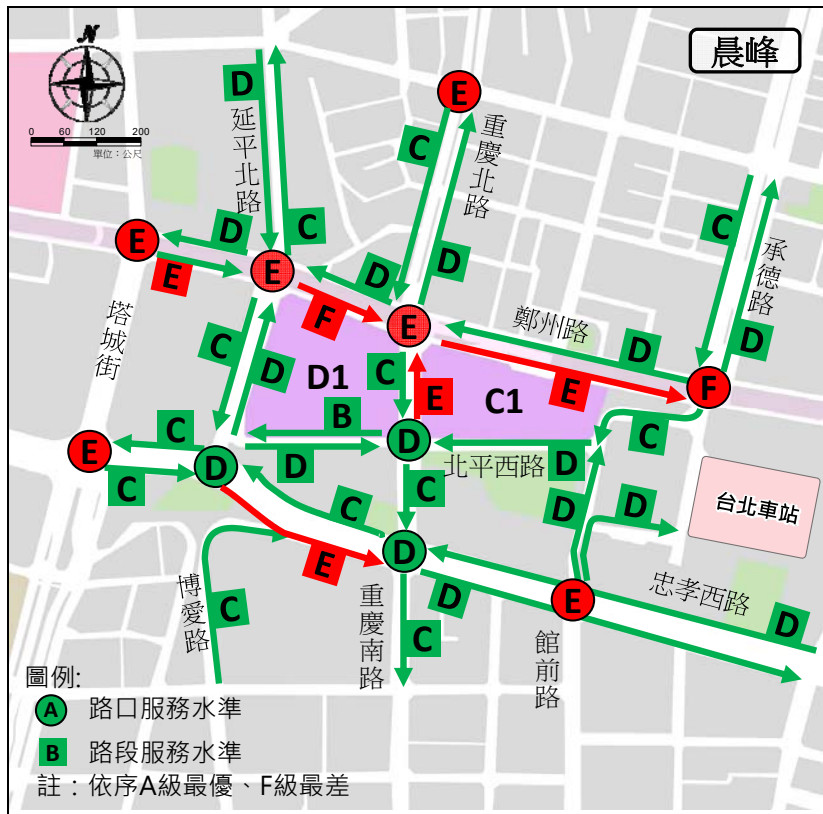 晨峰
N
0 60 120 200
單位：公尺
E
D
延平北路
C
重慶北路
C
C
承德路
E
D
E
D
D
E
E
F
E
鄭州路
D
D
塔城街
C
D
D1
C
E
C1
E
F
B
C
C
D
D
北平西路
D
C
E
D
C
C
D
D
台北車站
E
D
D
E
忠孝西路
博愛路
C
重慶南路
C
館前路
D
圖例:
A 路口服務水準
B 路段服務水準
註：依序A級最優、F級最差